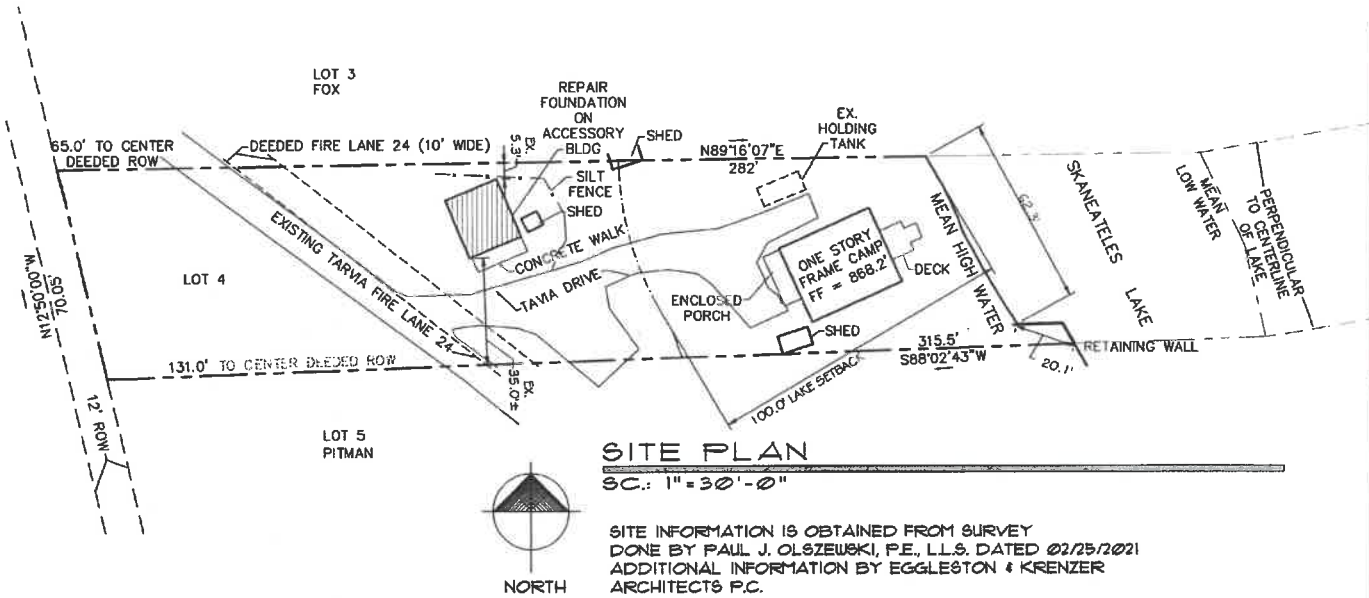 LOT 3
FOX
REPAIR
FOUNDATION
ON
ACCESSORY
BLDG
EX.
5.3'
SHED
EX.
HOLDING
TANK
65.0' TO CENTER
DEEDED ROW
DEEDED FIRE LANE 24 (10' WIDE)
N89°16'07"E
282'
SILT
FENCE
SHED
62.3'
SKANEATELES LAKE
MEAN
LOW WATER
PERPENDICULAR
TO CENTERLINE
OF LAKE
MEAN HIGH WATER
EXISTING TARVIA FIRE LANE 24
CONCRETE WALK
TAVIA DRIVE
ONE STORY
FRAME CAMP
FF = 868.2'
DECK
ENCLOSED
PORCH
SHED
N12°50'00"W
70.05'
LOT 4
131.0' TO CENTER DEEDED ROW
EX.
35.0'±
315.5'
S88°02'43"W
RETAINING WALL
20.1'
100.0' LAKE SETBACK
12' ROW
LOT 5
PITMAN
SITE PLAN
SC.: 1"=30'-0"
NORTH
SITE INFORMATION IS OBTAINED FROM SURVEY
DONE BY PAUL J. OLSZEWSKI, P.E., L.L.S. DATED 02/25/2021
ADDITIONAL INFORMATION BY EGGLESTON & KRENZER
ARCHITECTS P.C.